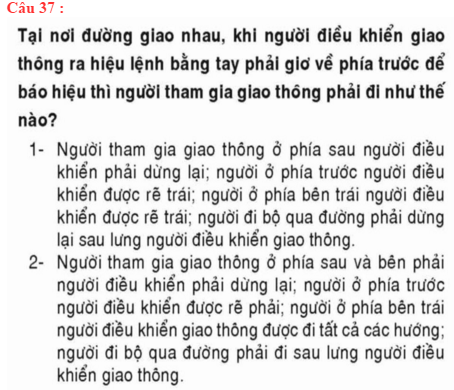 Câu 37 :
Tại nơi đường giao nhau, khi người điều khiển giao
thông ra hiệu lệnh bằng tay phải giơ về phía trước để
báo hiệu thì người tham gia giao thông phải đi như thế
nào?
1- Người tham gia giao thông ở phía sau người điều
khiển phải dừng lại; người ở phía trước người điều
khiển được rẽ trái; người ở phía bên trái người điều
khiển được rẽ trái; người đi bộ qua đường phải dừng
lại sau lưng người điều khiển giao thông.
2- Người tham gia giao thông ở phía sau và bên phải
người điều khiển phải dừng lại; người ở phía trước
người điều khiển được rẽ phải; người ở phía bên trái
người điều khiển giao thông được đi tất cả các hướng;
người đi bộ qua đường phải đi sau lưng người điều
khiển giao thông.